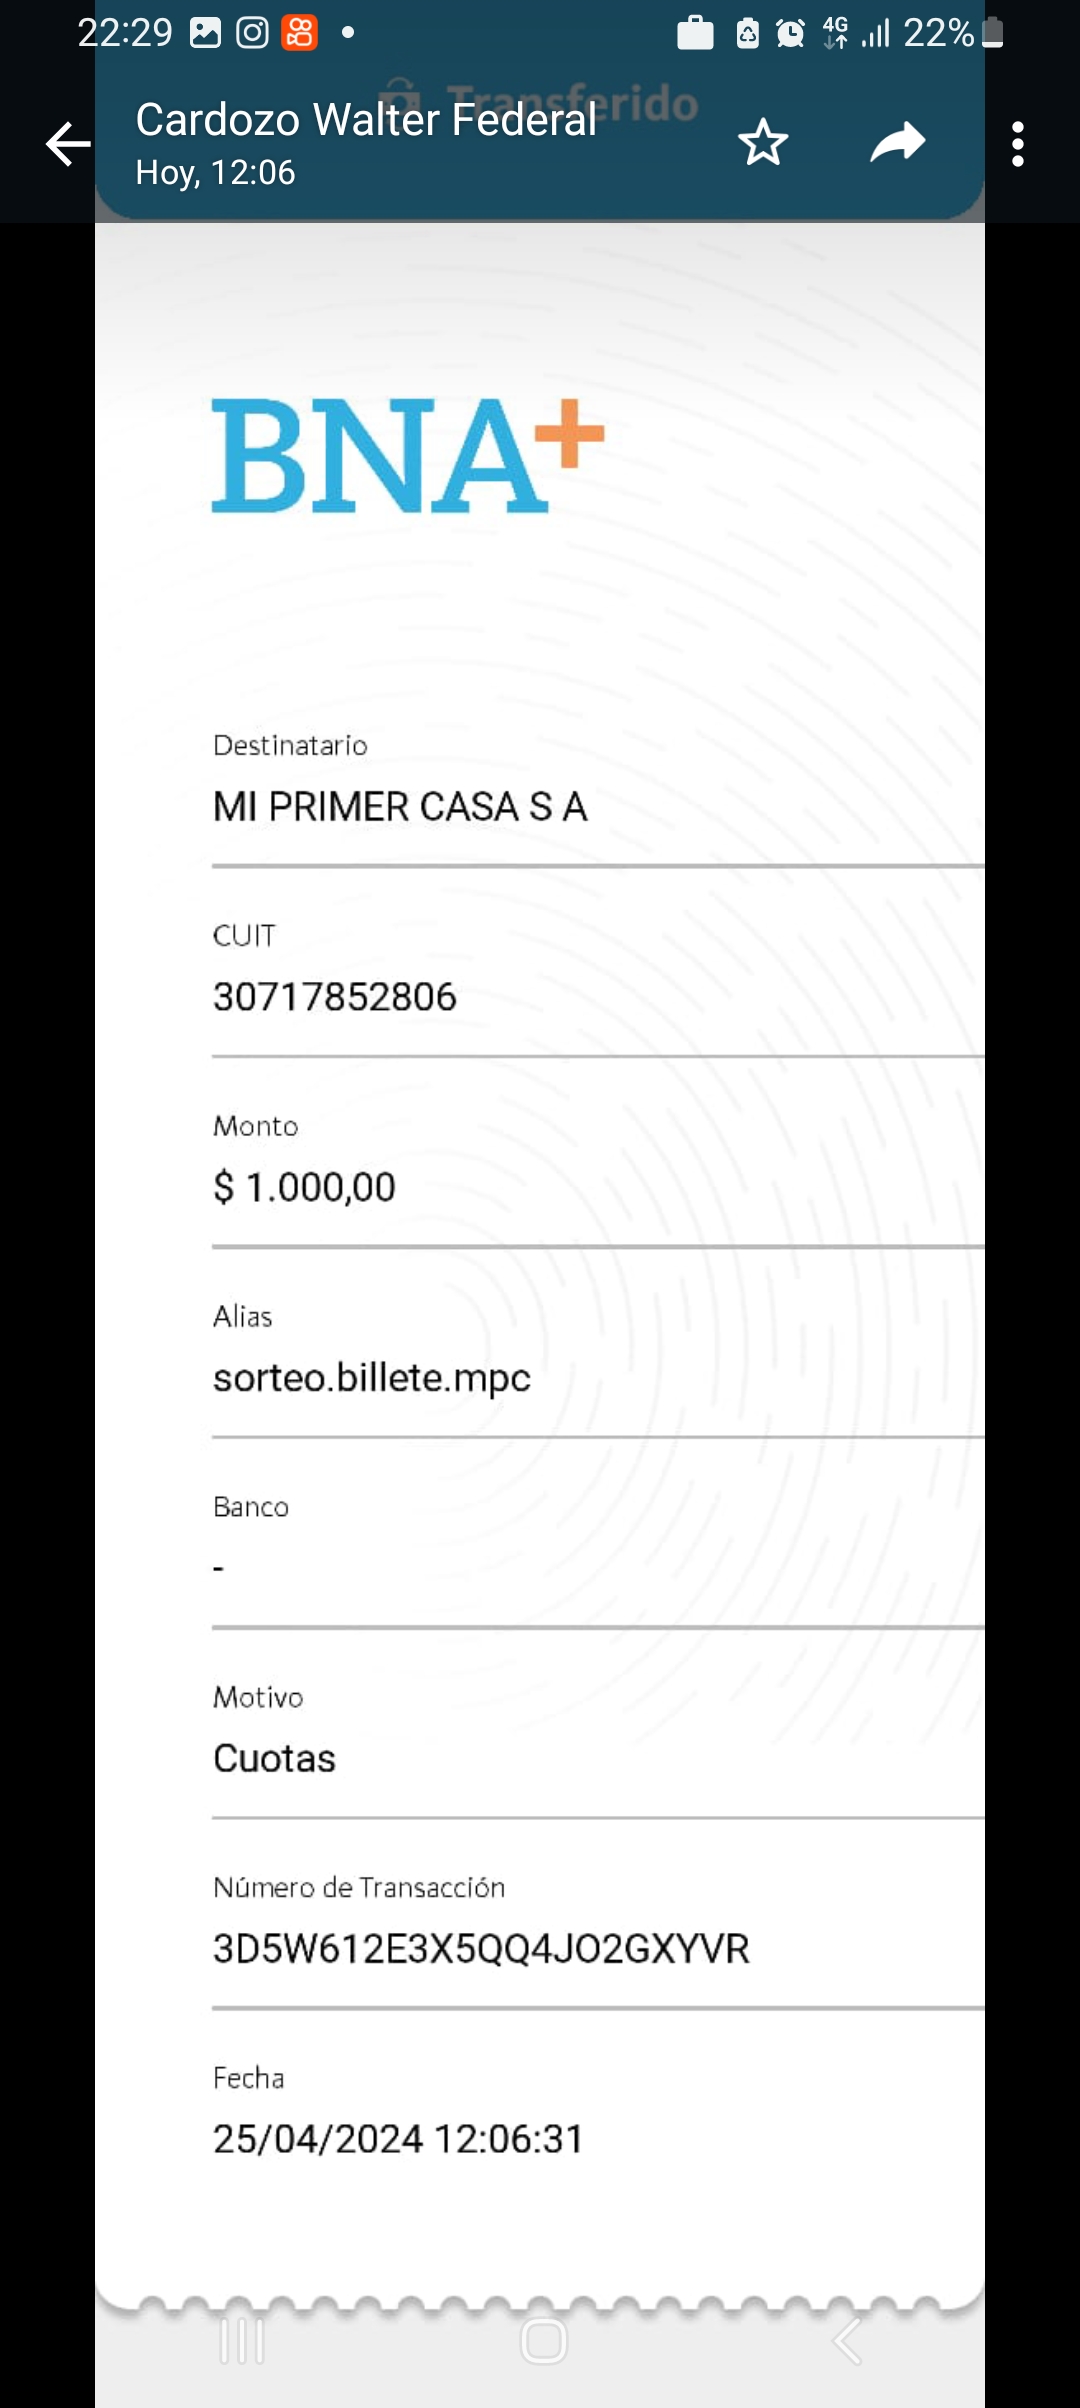 22:29 4G 22%
Transferido
Cardozo Walter Federal
Hoy, 12:06
BNA+
Destinatario
MI PRIMER CASA S A
CUIT
30717852806
Monto
$ 1.000,00
Alias
sorteo.billete.mpc
Banco
-
Motivo
Cuotas
Número de Transacción
3D5W612E3X5QQ4JO2GXYVR
Fecha
25/04/2024 12:06:31